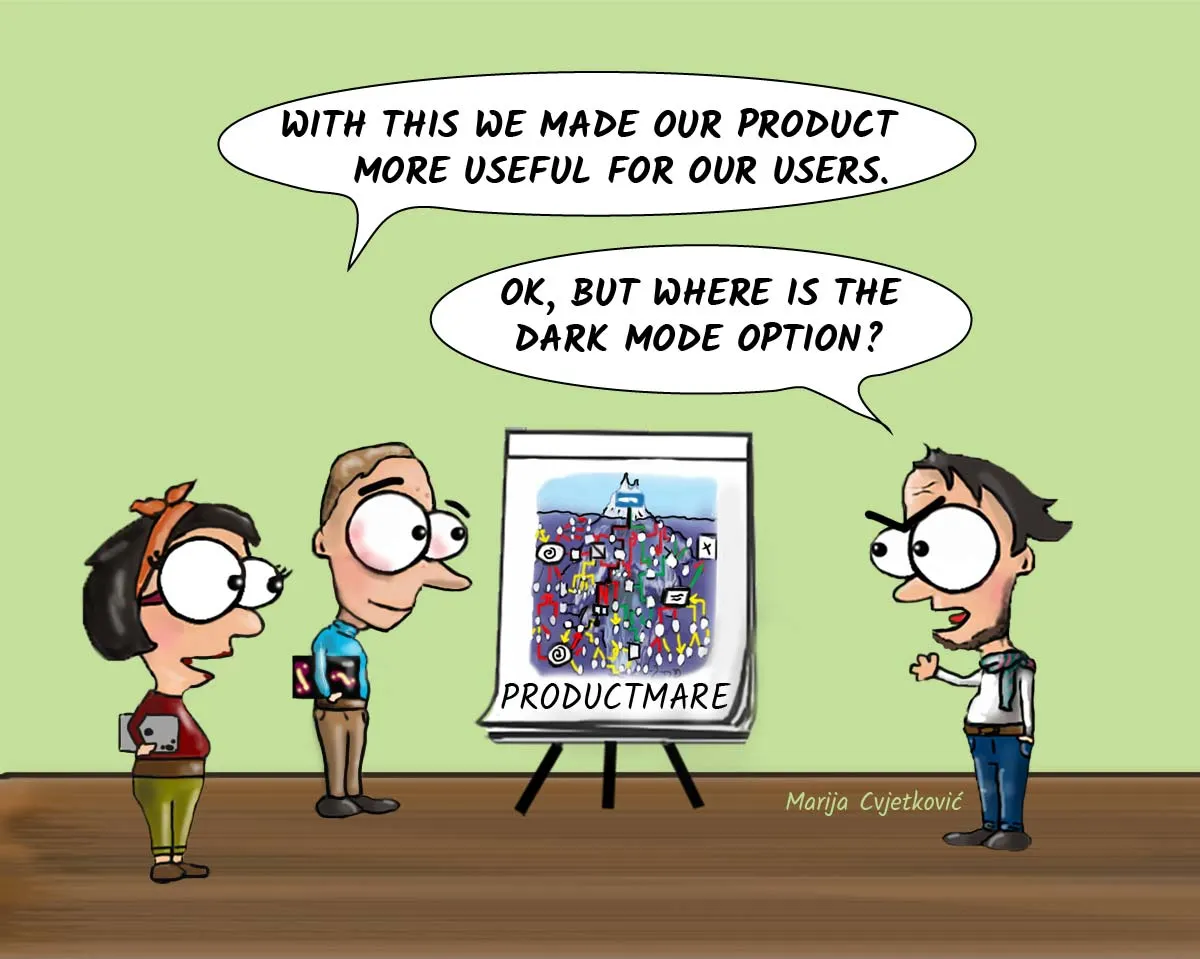 WITH THIS WE MADE OUR PRODUCT
MORE USEFUL FOR OUR USERS.
OK, BUT WHERE IS THE
DARK MODE OPTION?
PRODUCTMARE
Marija Cvjetković